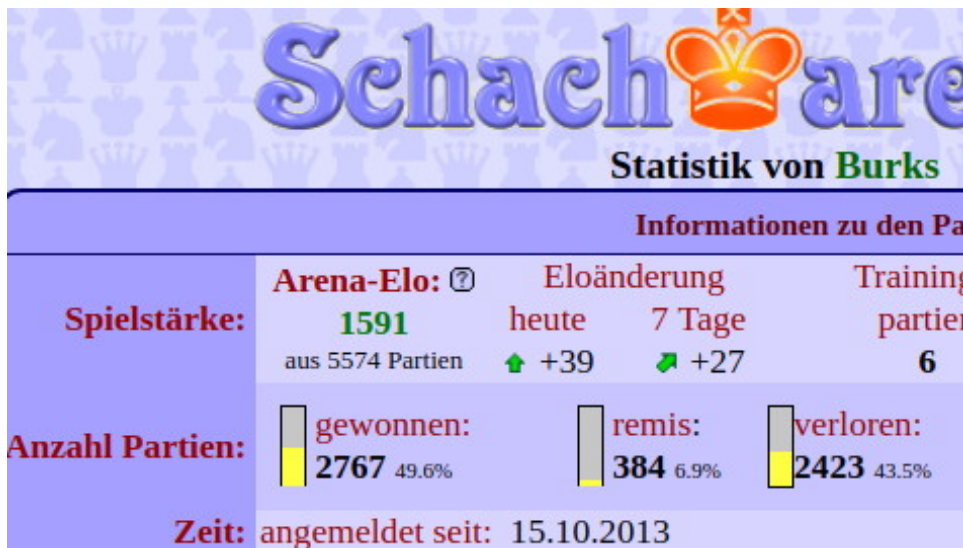 Schach are
Statistik von Burks
Informationen zu den Pa
Arena-Elo: ? Eloänderung Training
Spielstärke: 1591 heute 7 Tage partie
aus 5574 Partien +39 +27 6
gewonnen: remis: verloren:
Anzahl Partien: 2767 49.6% 384 6.9% 2423 43.5%
Zeit: angemeldet seit: 15.10.2013